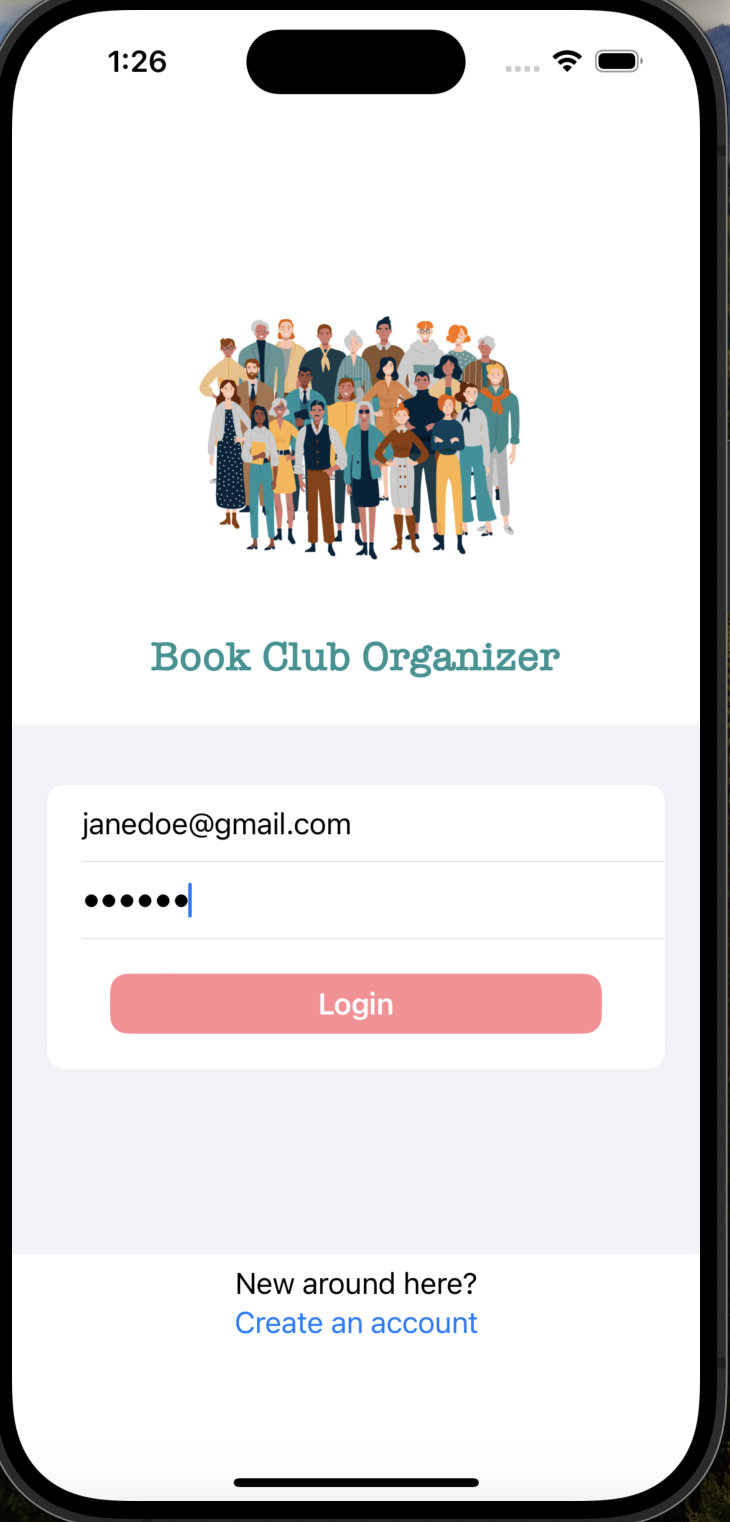 1:26
Book Club Organizer
janedoe@gmail.com
••••••
Login
New around here?
Create an account